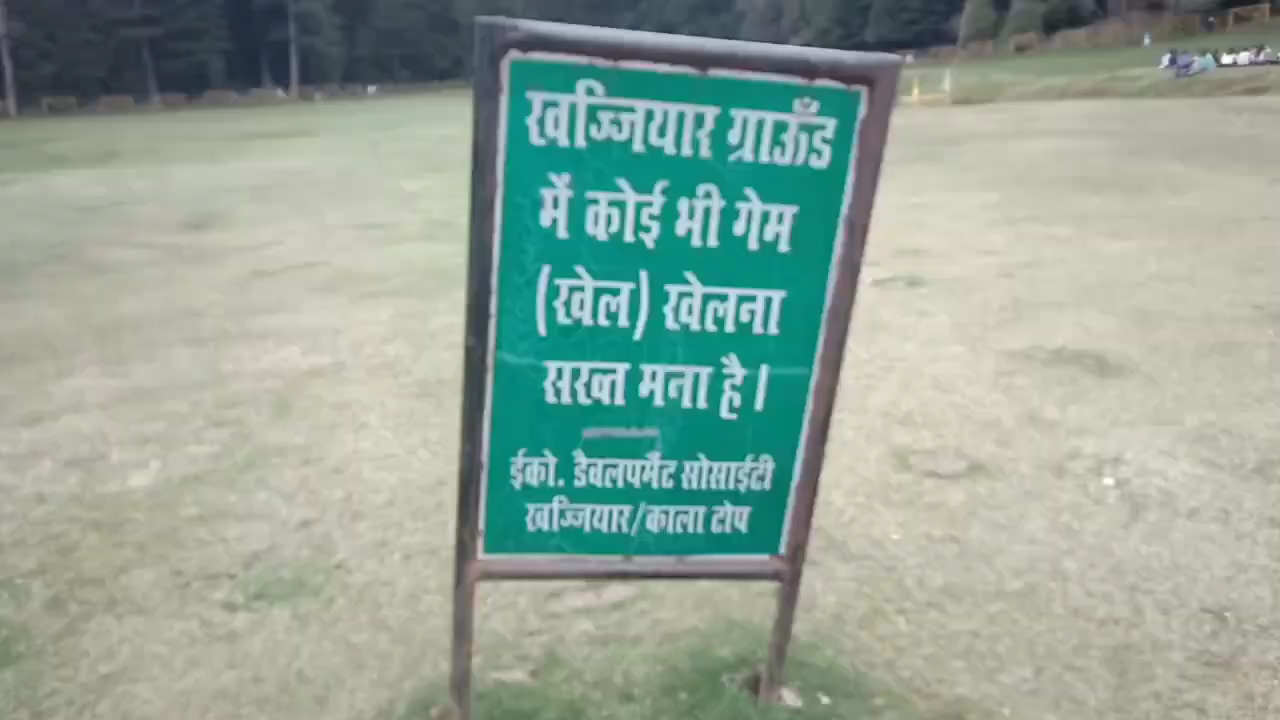 खज्जियार ग्राऊँड
में कोई भी गेम
(खेल) खेलना
सख्त मना है।
ईको. डैवलपमैंट सोसाईटी
खज्जियार/काला टोप